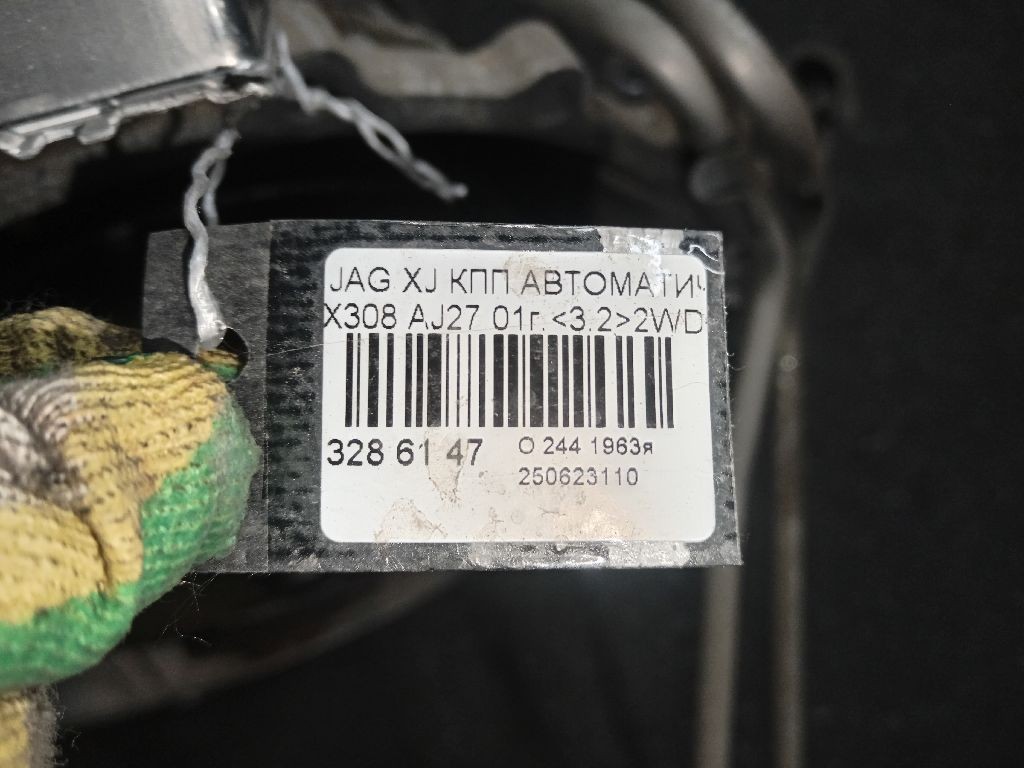 JAG XJ КПП АВТОМАТИЧ
X308 AJ27 01г. <3.2>2WD
328 61 47
О 244 1963я
250623110